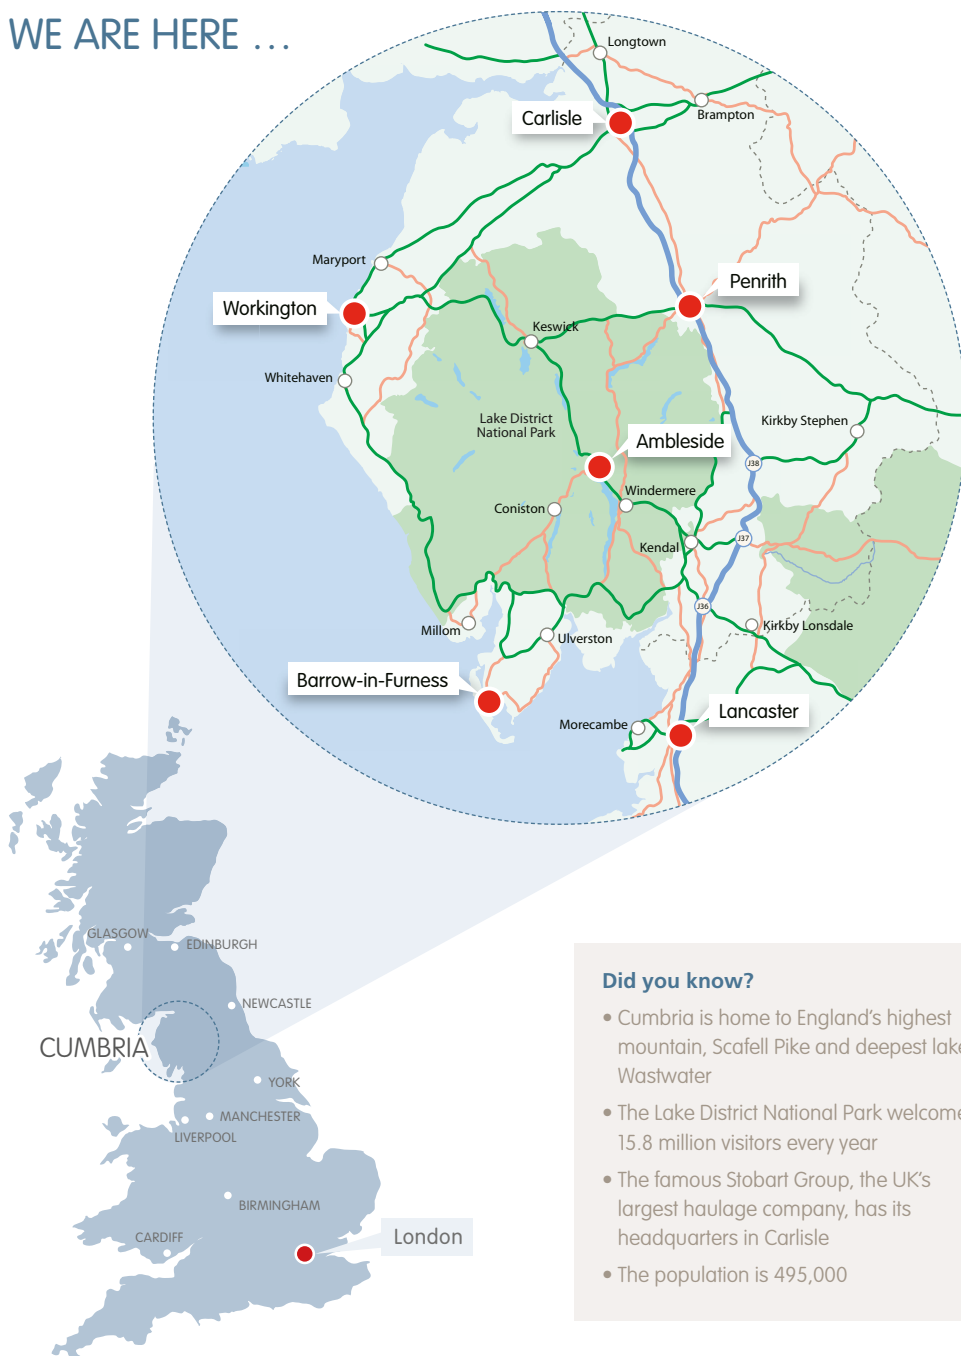 WE ARE HERE ...
Longtown
Carlisle
Brampton
Maryport
Penrith
Workington
Keswick
Whitehaven
Lake District
National Park
Kirkby Stephen
Ambleside
J38
Windermere
Coniston
Kendal
J37
J36
Millom
Ulverston
Kirkby Lonsdale
Barrow-in-Furness
Morecambe
Lancaster
GLASGOW
EDINBURGH
NEWCASTLE
CUMBRIA
YORK
MANCHESTER
LIVERPOOL
BIRMINGHAM
CARDIFF
London
Did you know?
• Cumbria is home to England's highest
mountain, Scafell Pike and deepest lake
Wastwater
• The Lake District National Park welcome
15.8 million visitors every year
• The famous Stobart Group, the UK's
largest haulage company, has its
headquarters in Carlisle
• The population is 495,000